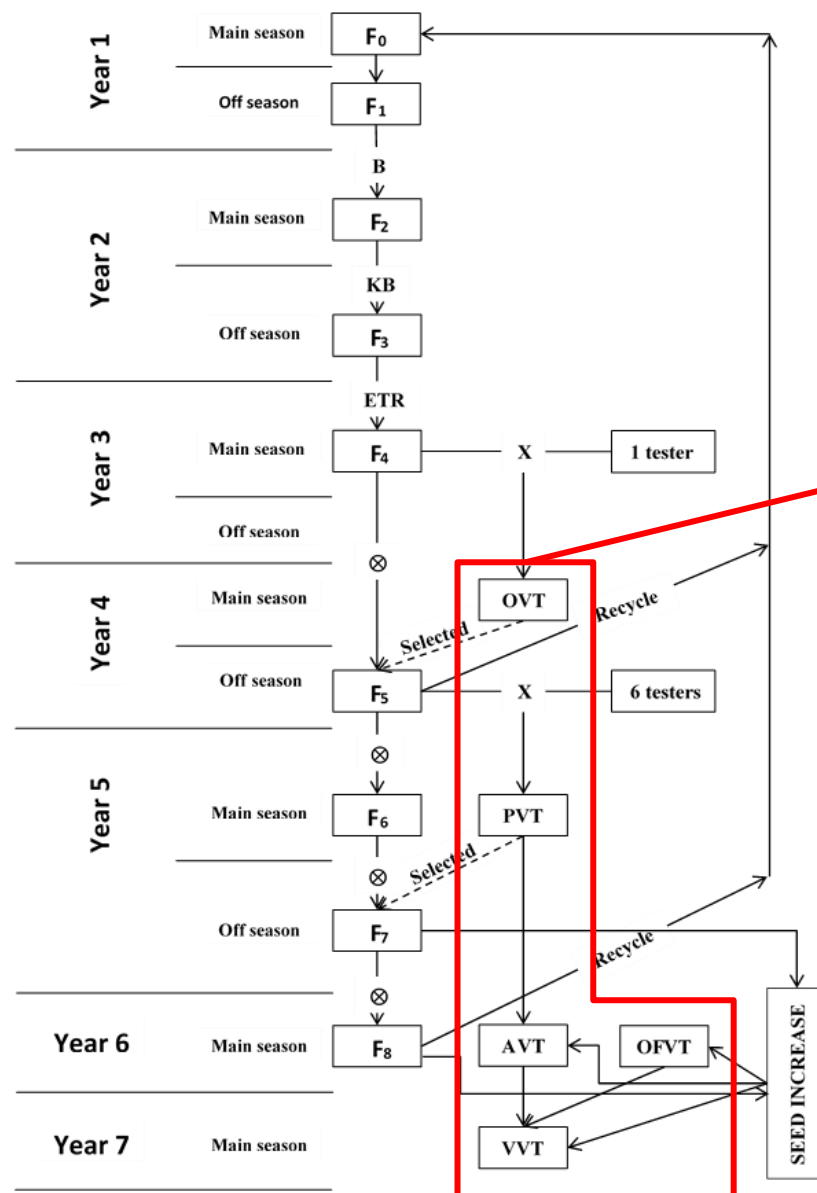 Year 1
Main season
F₀
Off season
F₁
B
Year 2
Main season
F₂
KB
Off season
F₃
ETR
Year 3
Main season
F₄
X
1 tester
Off season
⊗
Year 4
Main season
OVT
Recycle
Selected
Off season
F₅
X
6 testers
⊗
Year 5
Main season
F₆
PVT
Selected
⊗
Off season
F₇
Recycle
⊗
Year 6
Main season
F₈
AVT
OFVT
SEED INCREASE
Year 7
Main season
VVT